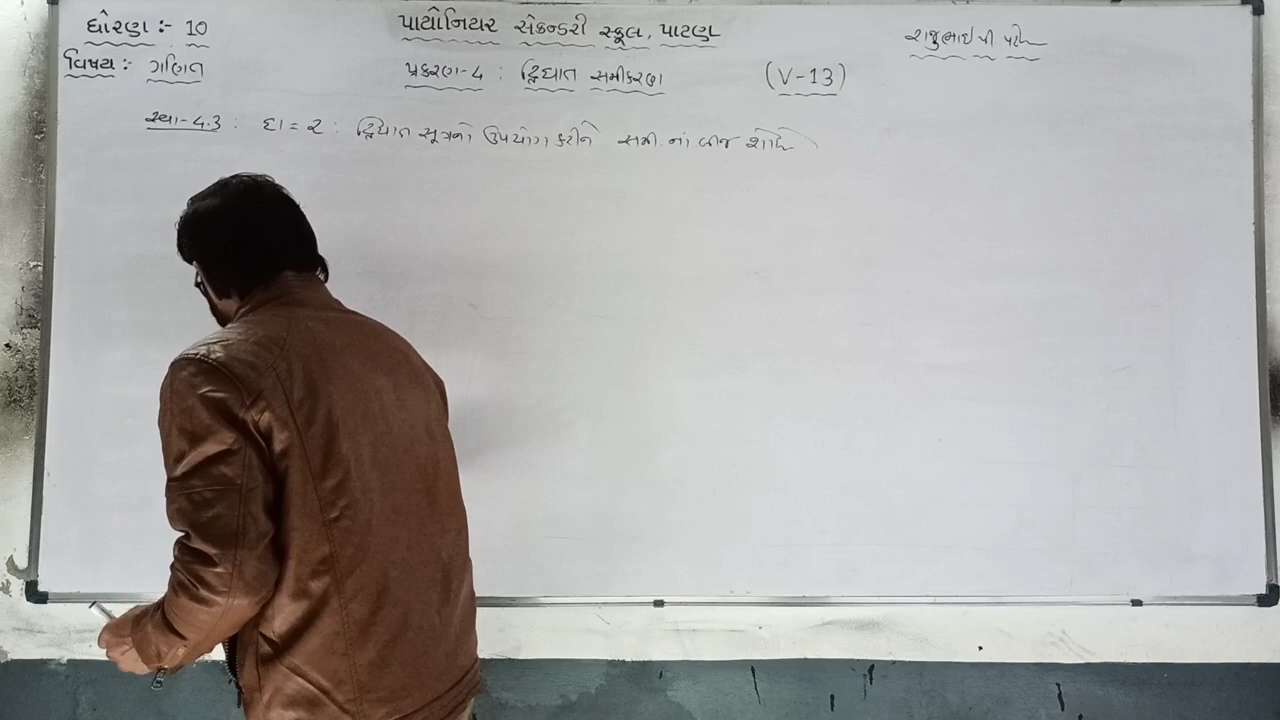 ધોરણ :- 10
પાયોનિયર સેકન્ડરી સ્કૂલ, પાટણ
રાજુભાઇ પી પટેલ
વિષય : ગણિત
પ્રકરણ-4 : દ્વિઘાત સમીકરણ (V-13)
સ્વા-4.3 : દા = 2 : દ્વિઘાત સૂત્રનો ઉપયોગ કરીને સમી. નાં બીજ શોધો